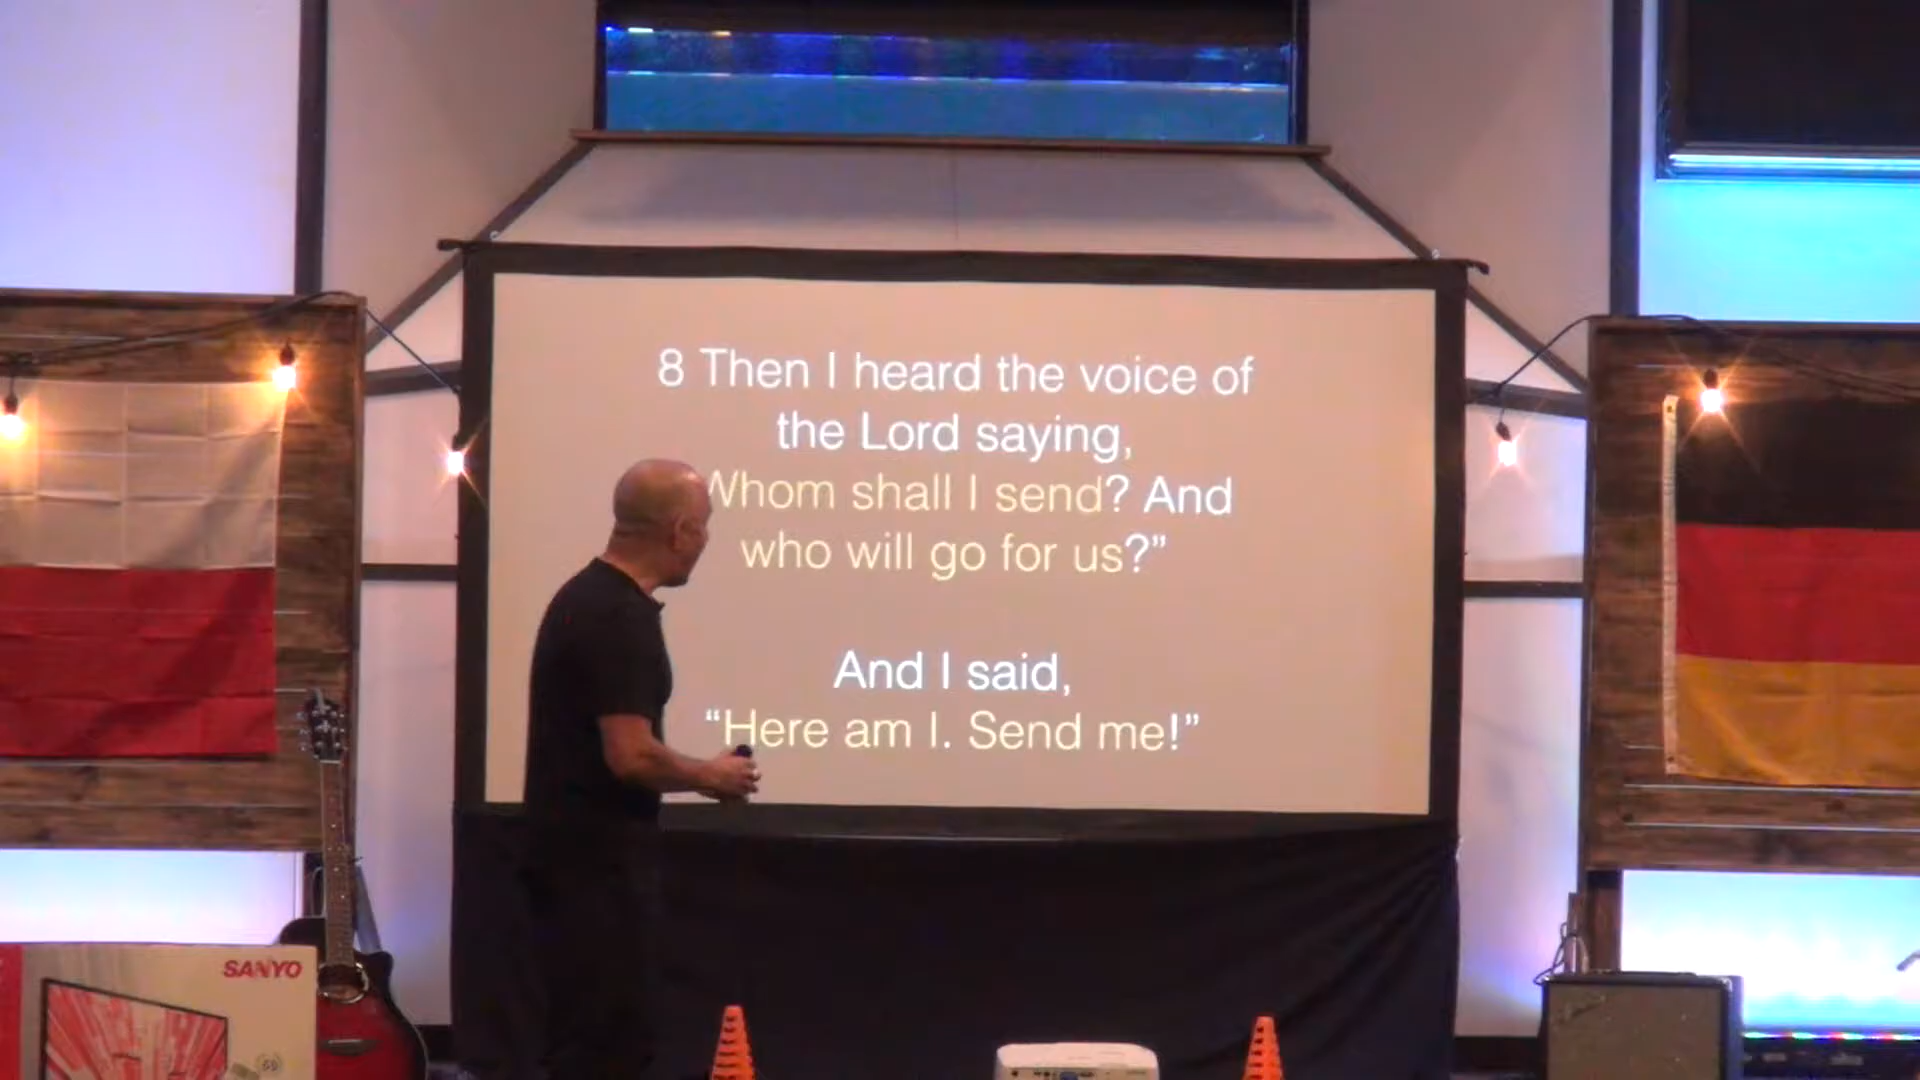 8 Then I heard the voice of
the Lord saying,
Whom shall I send? And
who will go for us?”
And I said,
“Here am I. Send me!”
SANYO